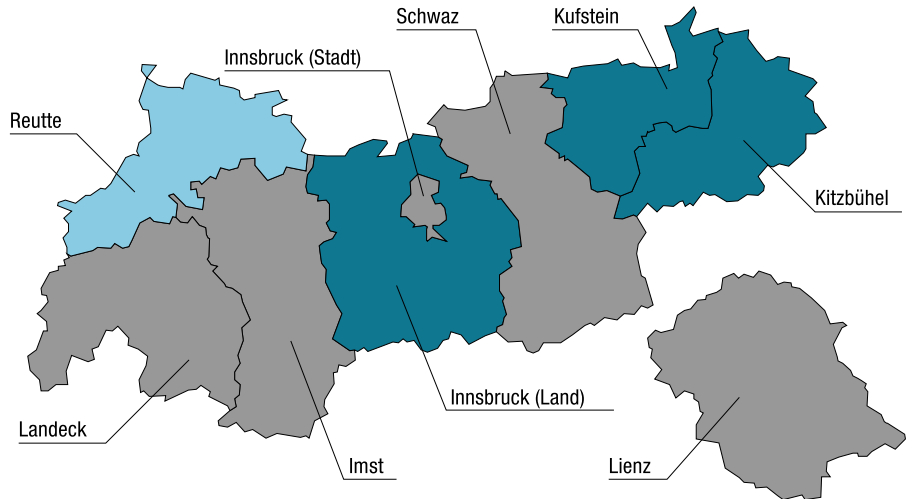 Schwaz
Kufstein
Innsbruck (Stadt)
Reutte
Kitzbühel
Innsbruck (Land)
Landeck
Imst
Lienz